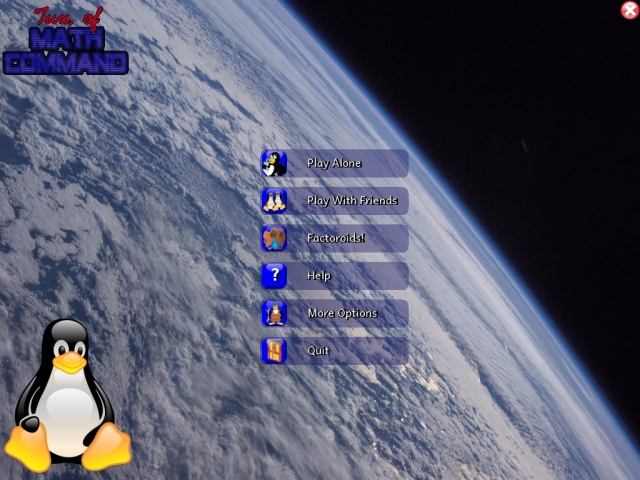 Tux, of
MATH
COMMAND
Play Alone
Play With Friends
Factoroids!
? Help
More Options
Quit